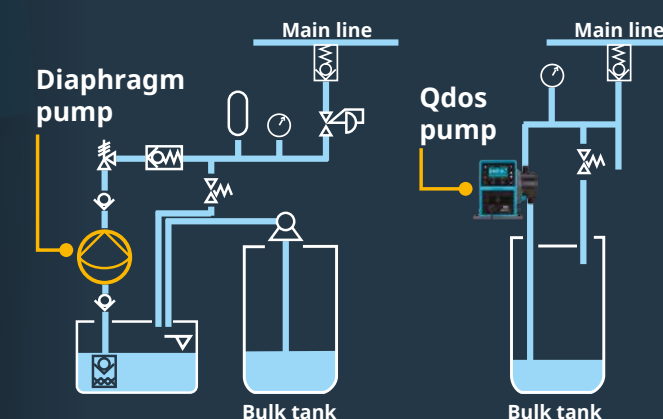 Main line
Diaphragm
pump
Bulk tank
Main line
Qdos
pump
Bulk tank